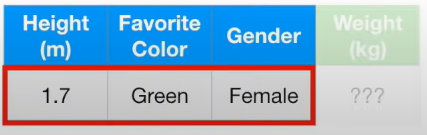 Height (m) Favorite Color Gender Weight (kg)
1.7 Green Female ???